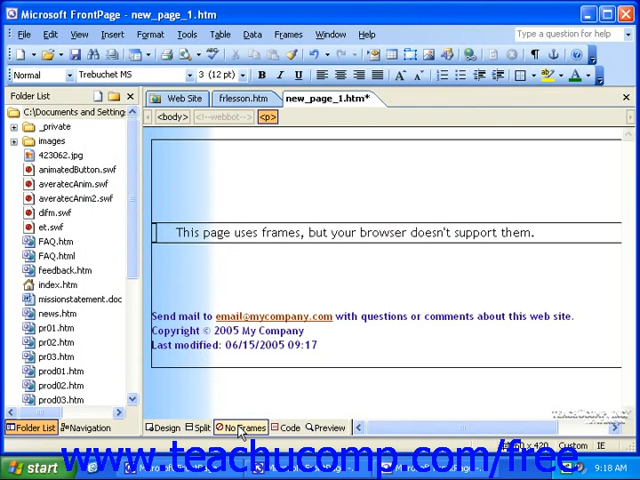 Microsoft FrontPage - new_page_1.htm
File Edit View Insert Format Tools Table Data Frames Window Help Type a question for help
Normal Trebuchet MS 3 (12 pt) B I U A
Folder List Web Site frlesson.htm new_page_1.htm*
<body> <!--webbot> <p>
C:\Documents and Setting
_private
images
423062.jpg
animatedButton.swf
averatecAnim.swf
averatecAnim2.swf
difm.swf
et.swf
FAQ.htm
FAQ.html
feedback.htm
index.htm
missionstatement.doc
news.htm
pr01.htm
pr02.htm
pr03.htm
prod01.htm
prod02.htm
prod03.htm
This page uses frames, but your browser doesn't support them.
Send mail to email@mycompany.com with questions or comments about this web site.
Copyright © 2005 My Company
Last modified: 06/15/2005 09:17
TEACHUCOMP, INC.
Folder List Navigation Design Split No Frames Code Preview
Custom IE
www.teachucomp.com/free
start 9:18 AM